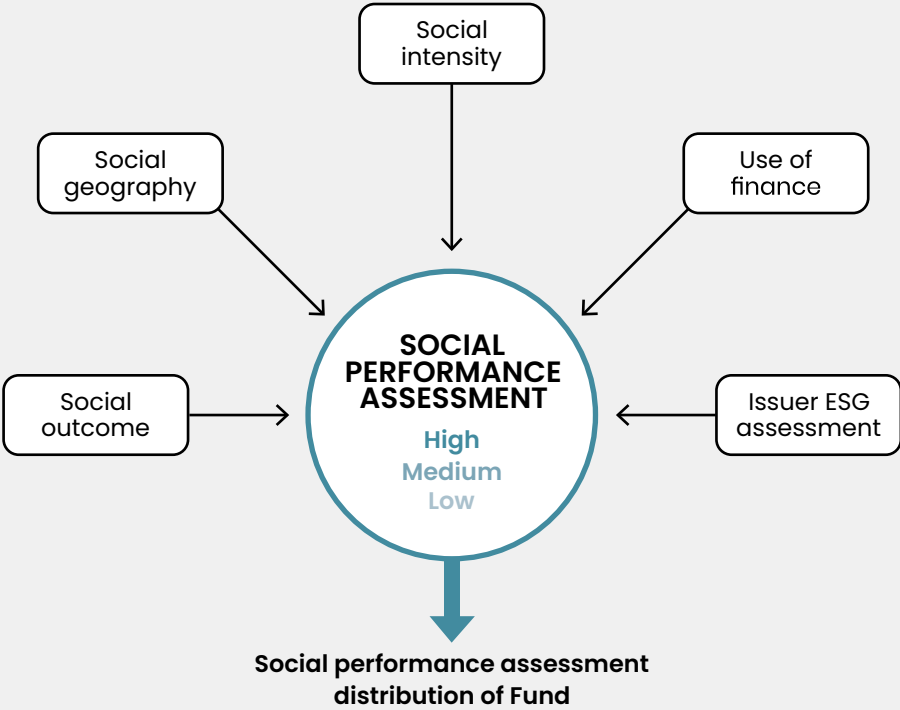 Social
intensity
Social
geography
Use of
finance
Social
outcome
SOCIAL
PERFORMANCE
ASSESSMENT
High
Medium
Low
Issuer ESG
assessment
Social performance assessment
distribution of Fund